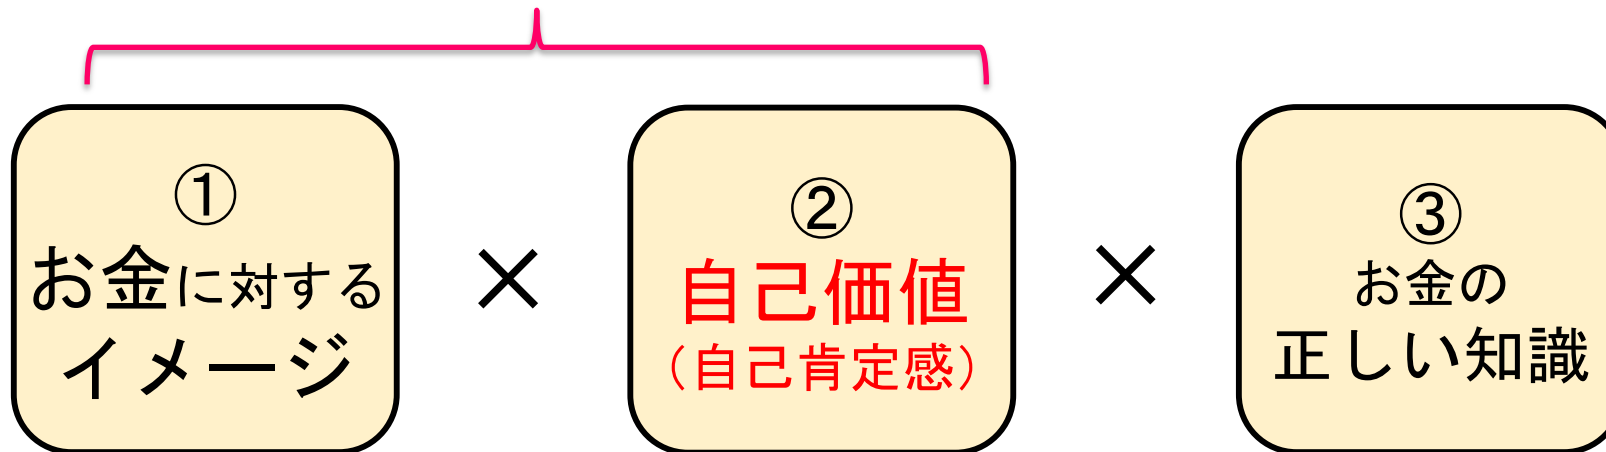 ①
お金に対する
イメージ
×
②
自己価値
（自己肯定感）
×
③
お金の
正しい知識